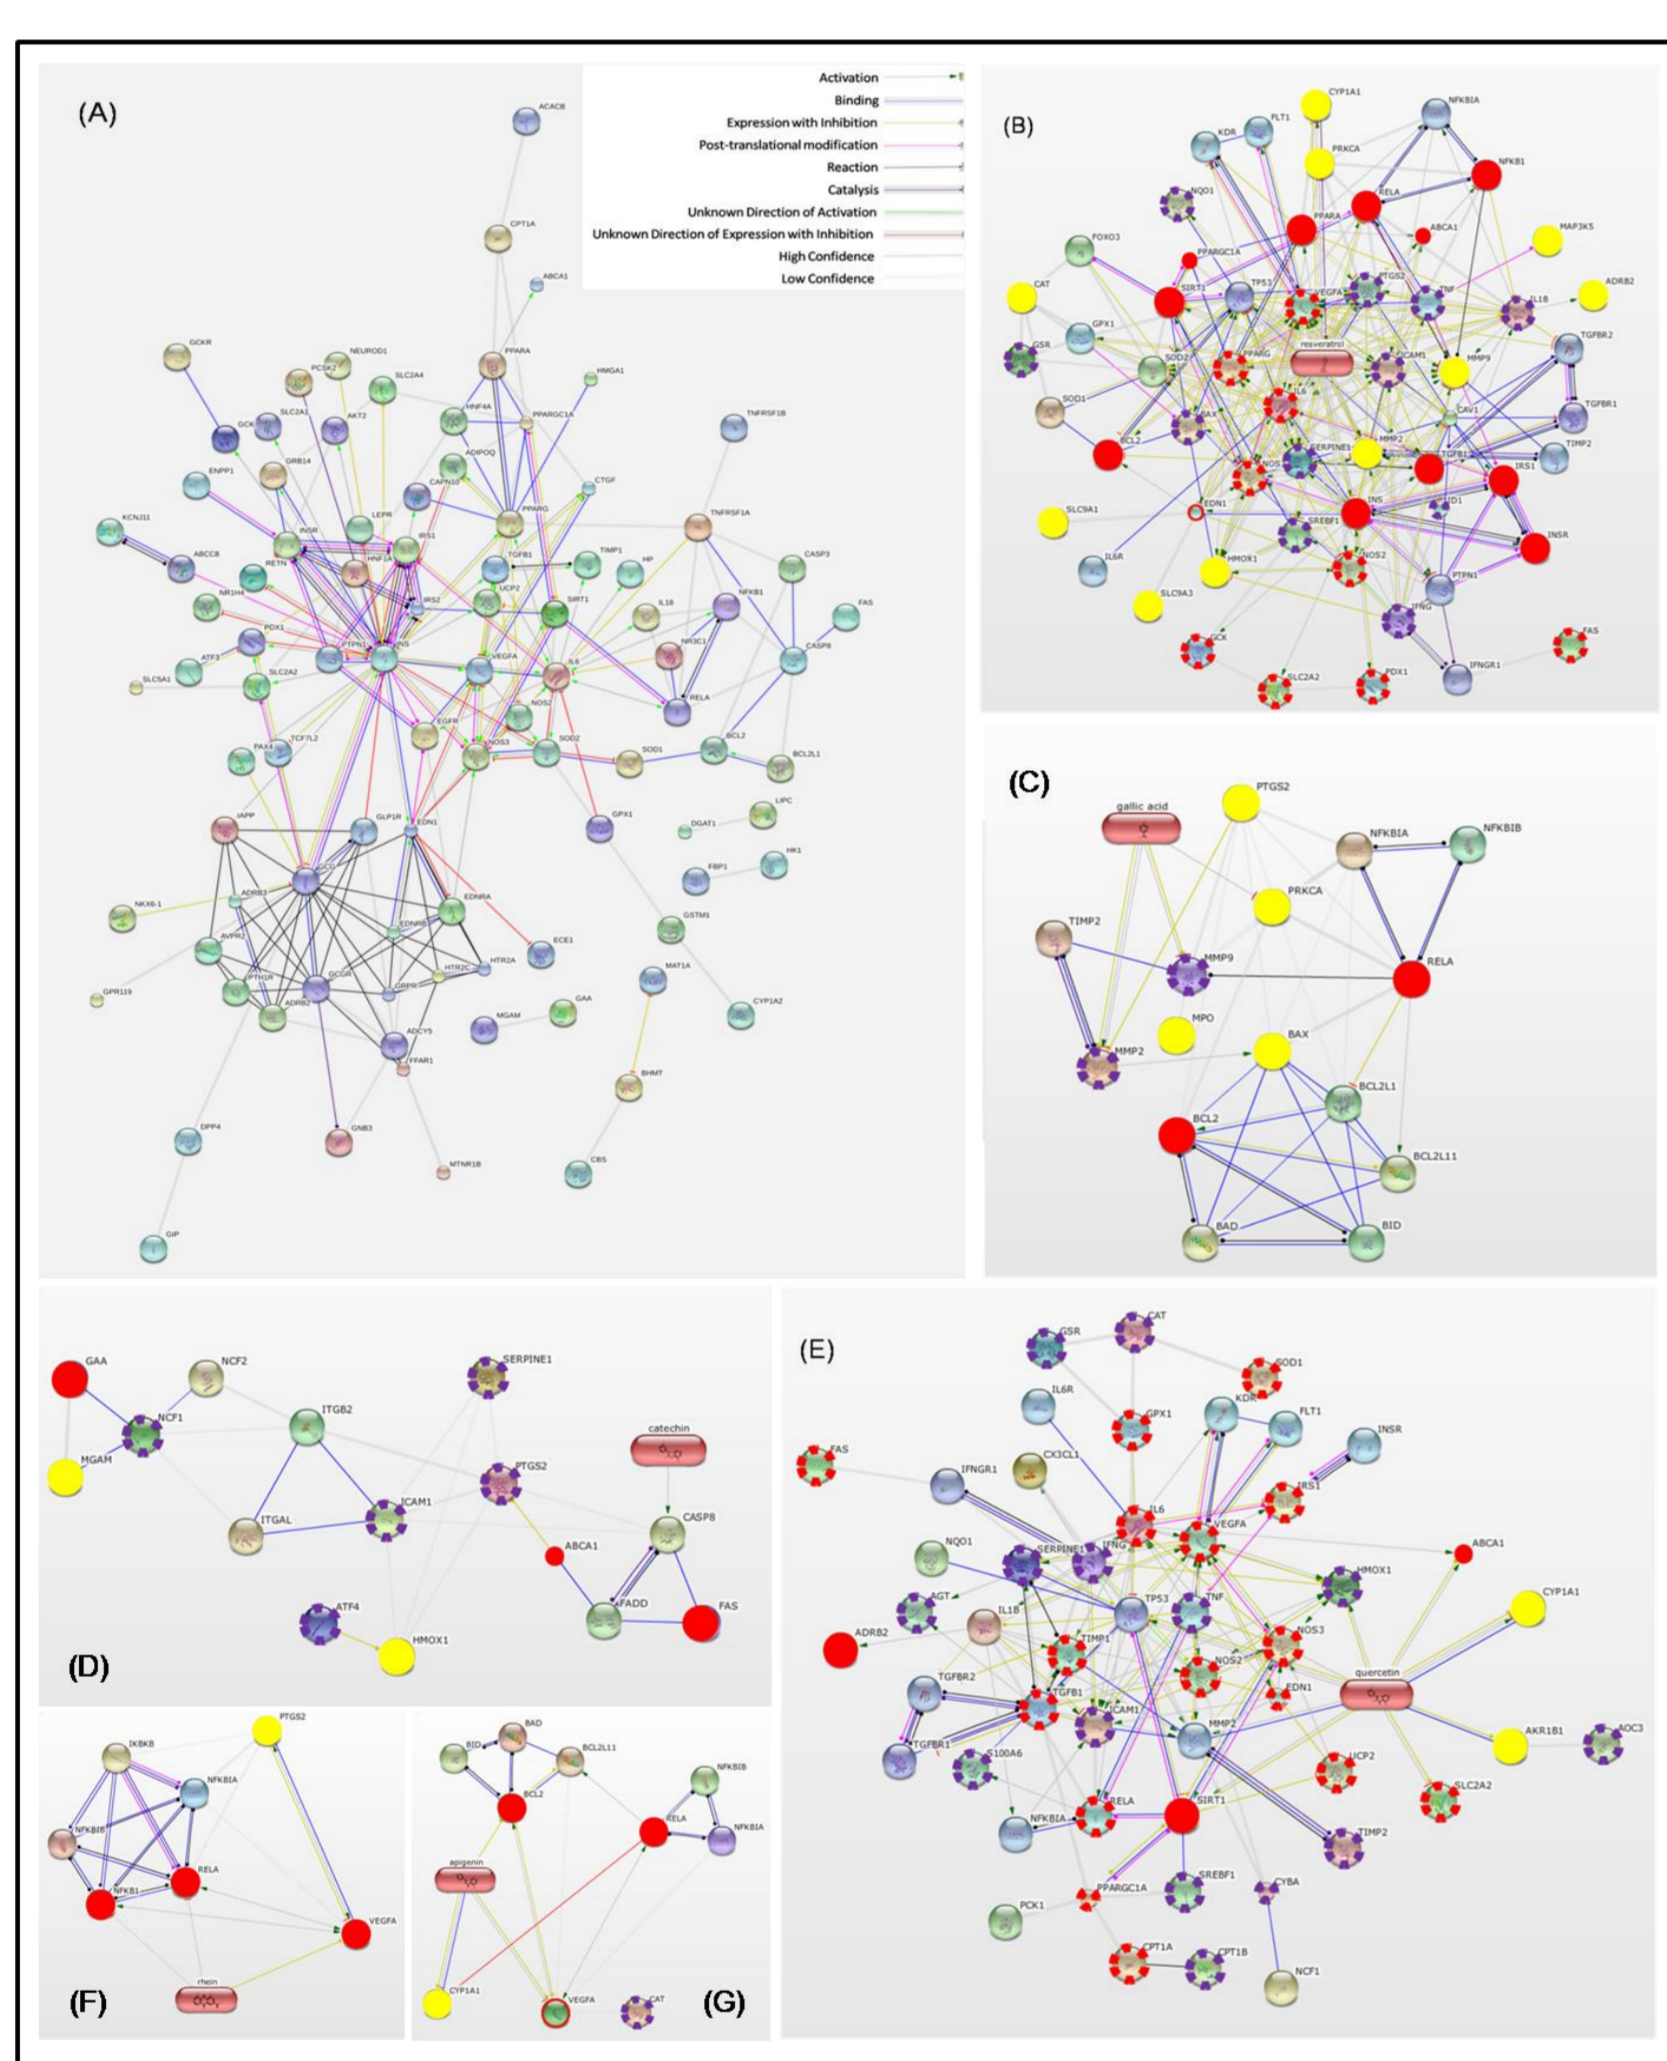 (A)
Activation
Binding
Expression with Inhibition
Post-translational modification
Reaction
Catalysis
Unknown Direction of Activation
Unknown Direction of Expression with Inhibition
High Confidence
Low Confidence
ACACB
CPT1A
ABCA1
GCKR
NEUROD1
PPARA
PCSK2
SLC2A4
HMGA1
SLC2A1
AKT2
HNF4A
PPARGC1A
TNFRSF1B
GCK
GRB14
ADIPOQ
ENPP1
CAPN10
CTGF
LEPR
PPARG
TNFRSF1A
KCNJ11
INSR
IRS1
ABCC8
HNF1A
TGFB1
TIMP1
HP
CASP3
RETN
UCP2
NR1H4
IRS2
SIRT1
IL18
NFKB1
FAS
PDX1
PTPN1
INS
NR3C1
CASP8
ATF3
VEGFA
IL6
SLC5A1
SLC2A2
RELA
NOS2
EGFR
PAX4
TCF7L2
NOS3
SOD2
SOD1
BCL2
BCL2L1
IAPP
GLP1R
EDN1
GPX1
DGAT1
LIPC
GCG
FBP1
HK1
ADRB3
EDNRA
NKX6-1
EDNRB
GSTM1
AVPR2
ECE1
PTH1R
GCGR
HTR2C
HTR2A
MAT1A
GPR119
ADRB2
GRPR
CYP1A2
MGAM
GAA
ADCY5
FFAR1
BHMT
DPP4
GNB3
MTNR1B
CBS
GIP
(B)
CYP1A1
NFKBIA
FLT1
KDR
PRKCA
NFKB1
NQO1
RELA
PPARA
ABCA1
MAP3K5
FOXO3
PPARGC1A
CAT
SIRT1
TP53
VEGFA
PTGS2
TNF
IL1B
ADRB2
GPX1
GSR
SOD2
resveratrol
TGFBR2
PPARG
ICAM1
MMP9
SOD1
IL6
BAX
CAV1
TGFBR1
BCL2
SERPINE1
MMP2
TGFB1
TIMP2
IRS1
EDN1
INS
ID1
SLC9A1
SREBF1
INSR
IL6R
HMOX1
NOS2
PTPN1
SLC9A3
IFNG
GCK
FAS
SLC2A2
PDX1
IFNGR1
(C)
PTGS2
gallic acid
NFKBIA
NFKBIB
PRKCA
TIMP2
MMP9
RELA
MPO
BAX
MMP2
BCL2L1
BCL2
BCL2L11
BAD
BID
GAA
NCF2
SERPINE1
NCF1
ITGB2
catechin
MGAM
PTGS2
ITGAL
ICAM1
CASP8
ABCA1
FADD
FAS
ATF4
HMOX1
(D)
(E)
CAT
GSR
SOD1
IL6R
KDR
GPX1
FLT1
INSR
FAS
CX3CL1
IFNGR1
IRS1
IL6
VEGFA
NQO1
SERPINE1
IFNG
ABCA1
HMOX1
AGT
TP53
TNF
CYP1A1
IL1B
ADRB2
TIMP1
NOS3
NOS2
quercetin
TGFBR2
TGFB1
EDN1
ICAM1
MMP2
AKR1B1
AOC3
TGFBR1
S100A6
UCP2
SLC2A2
RELA
SIRT1
NFKBIA
TIMP2
SREBF1
PPARGC1A
CYBA
PCK1
CPT1A
CPT1B
NCF1
PTGS2
IKBKB
NFKBIA
NFKBIB
RELA
NFKB1
VEGFA
rhein
(F)
BAD
BID
BCL2L11
NFKBIB
BCL2
RELA
NFKBIA
apigenin
CYP1A1
VEGFA
CAT
(G)